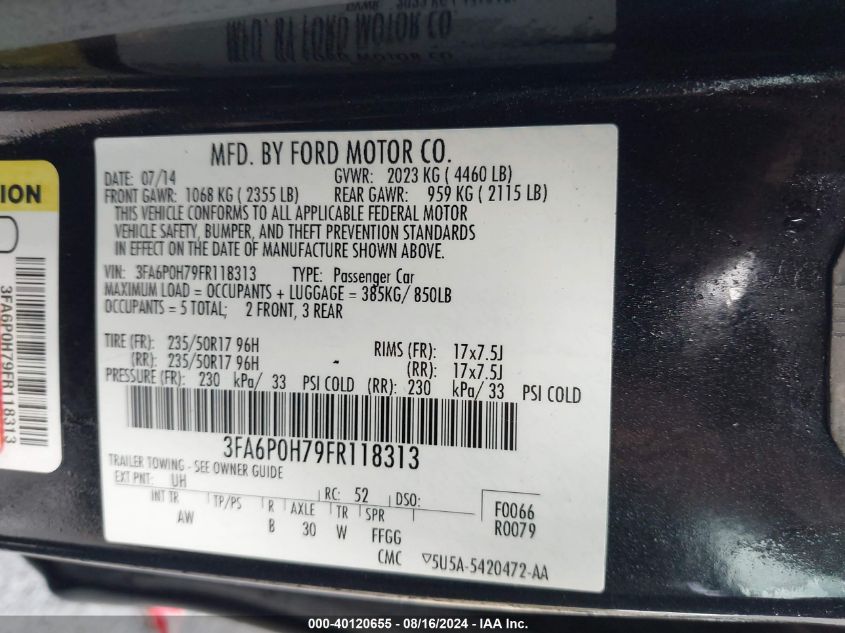 MFD. BY FORD MOTOR CO.
ION
MFD. BY FORD MOTOR CO.
DATE: 07/14 GVWR: 2023 KG ( 4460 LB)
FRONT GAWR: 1068 KG ( 2355 LB) REAR GAWR: 959 KG ( 2115 LB)
THIS VEHICLE CONFORMS TO ALL APPLICABLE FEDERAL MOTOR
VEHICLE SAFETY, BUMPER, AND THEFT PREVENTION STANDARDS
IN EFFECT ON THE DATE OF MANUFACTURE SHOWN ABOVE.
VIN: 3FA6P0H79FR118313 TYPE: Passenger Car
MAXIMUM LOAD = OCCUPANTS + LUGGAGE = 385KG/ 850LB
OCCUPANTS = 5 TOTAL; 2 FRONT, 3 REAR
TIRE (FR): 235/50R17 96H RIMS (FR): 17x7.5J
(RR): 235/50R17 96H (RR): 17x7.5J
PRESSURE (FR): 230 kPa/ 33 PSI COLD (RR): 230 kPa/ 33 PSI COLD
3FA6P0H79FR118313
3FA6P0H79FR118313
TRAILER TOWING - SEE OWNER GUIDE
EXT PNT: UH RC: 52 DSO:
INT TR TP/PS R AXLE TR SPR F0066
AW B 30 W FFGG R0079
CMC ▽5U5A-5420472-AA
000-40120655 - 08/16/2024 - IAA Inc.